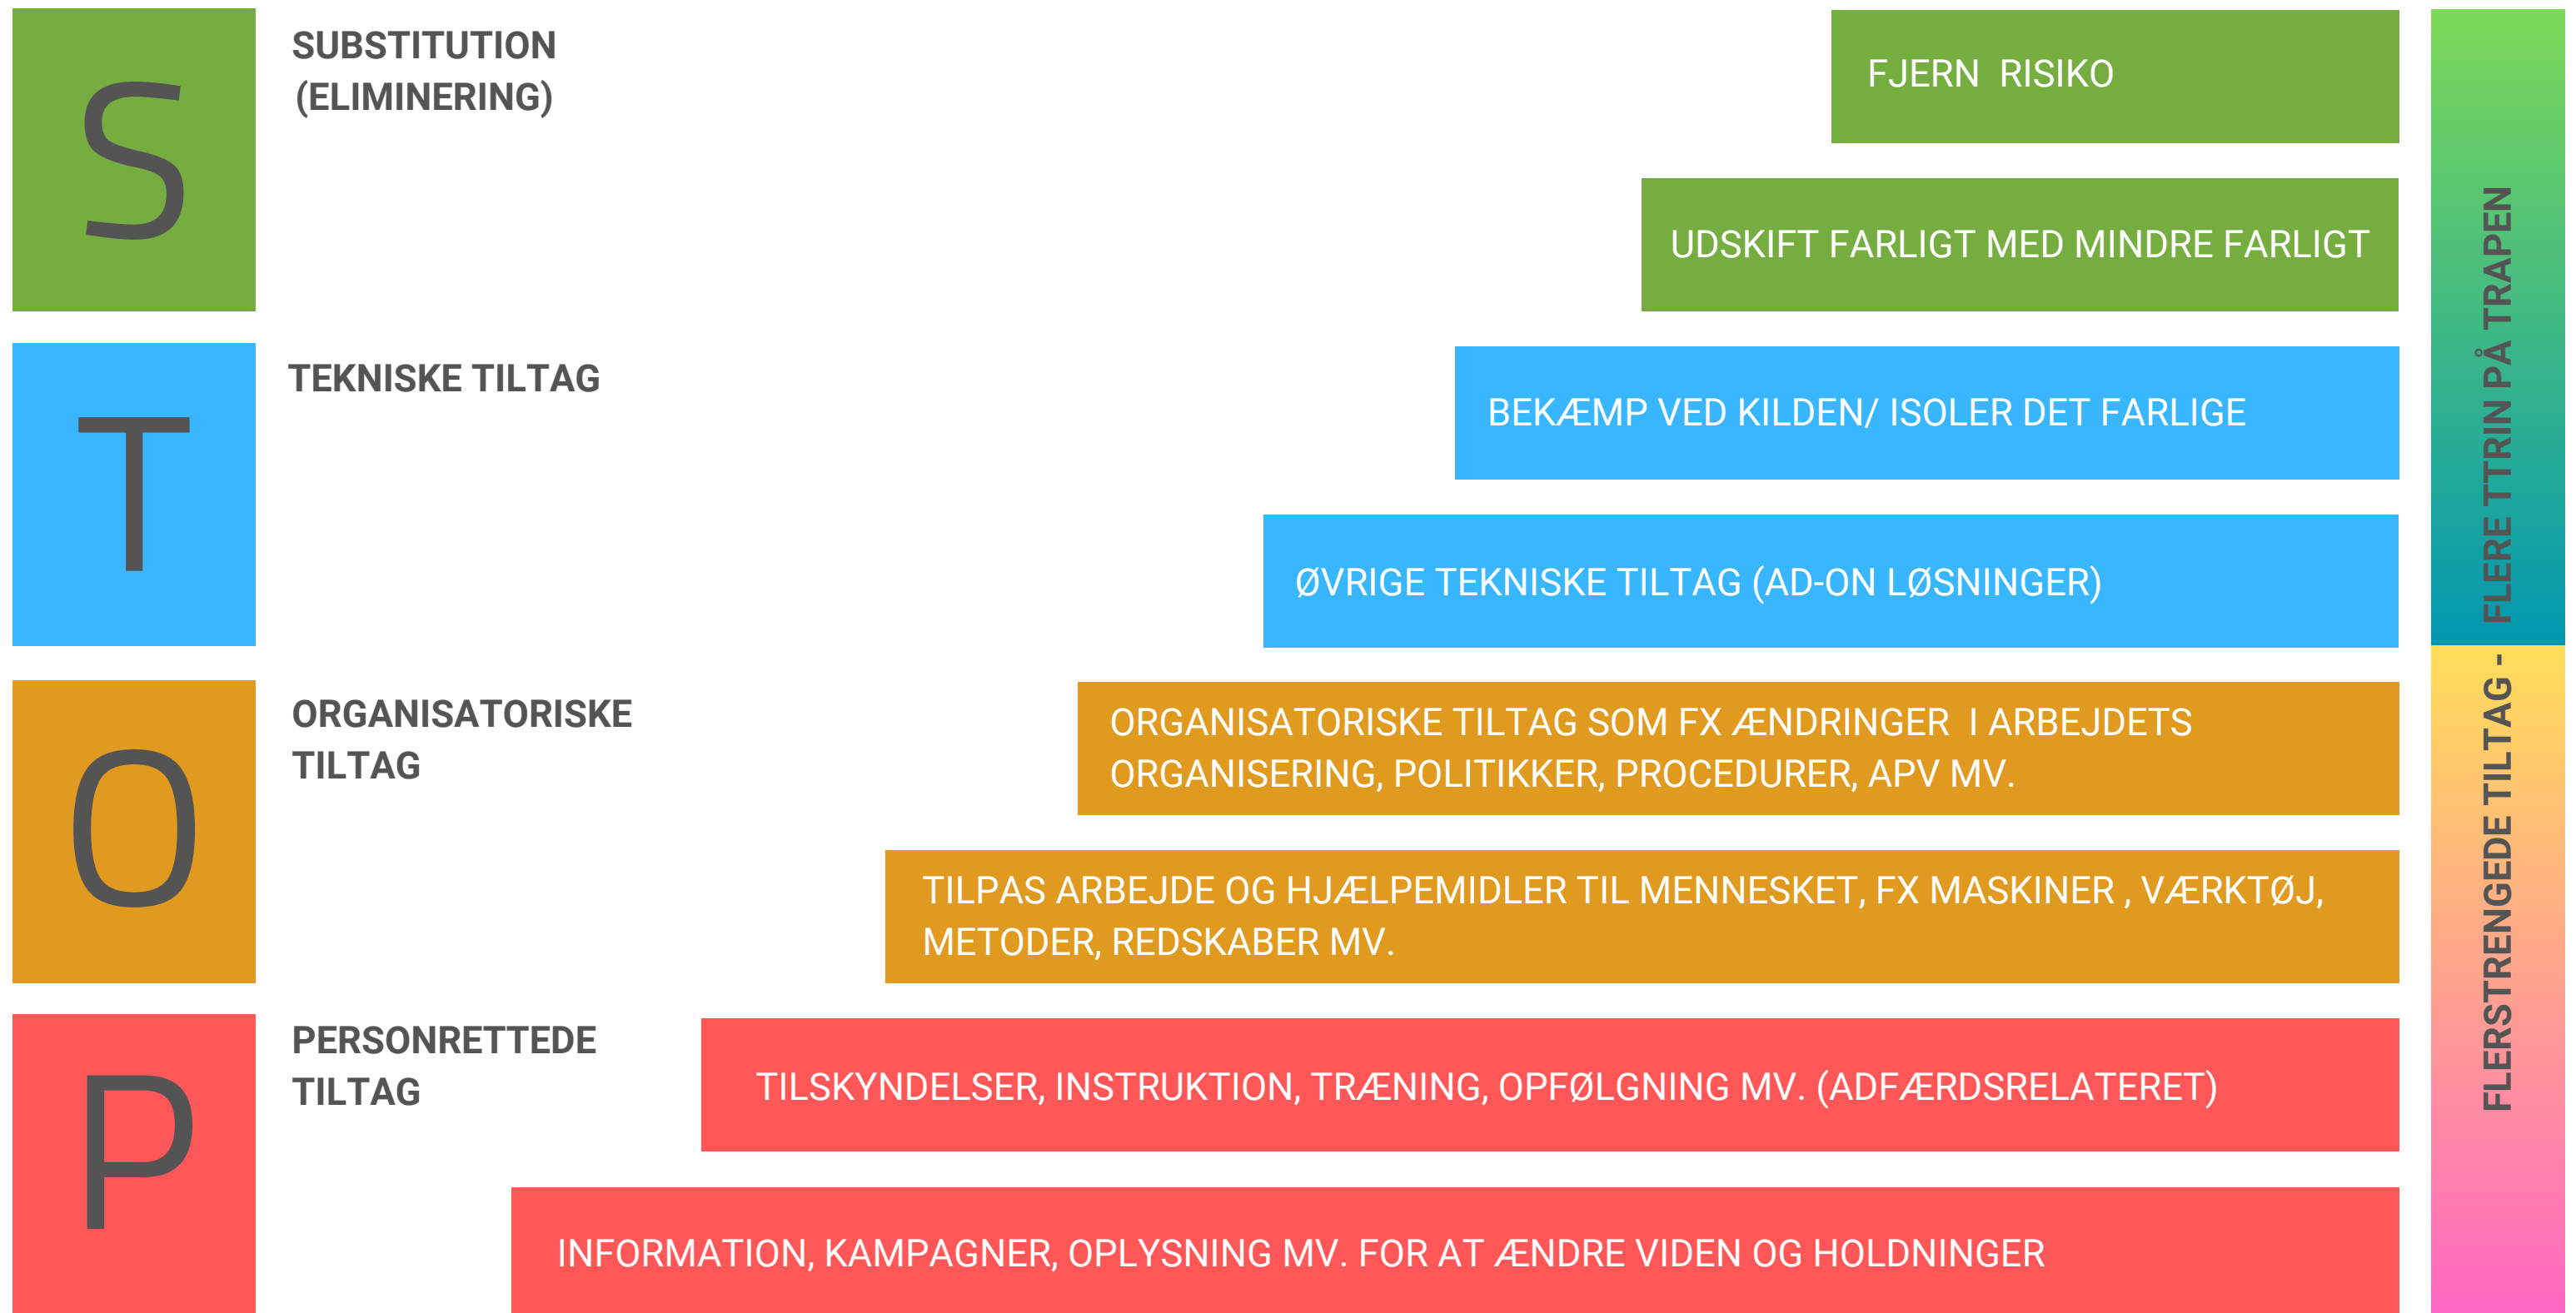 S
SUBSTITUTION
(ELIMINERING)
FJERN RISIKO
UDSKIFT FARLIGT MED MINDRE FARLIGT
T
TEKNISKE TILTAG
BEKÆMP VED KILDEN/ ISOLER DET FARLIGE
ØVRIGE TEKNISKE TILTAG (AD-ON LØSNINGER)
O
ORGANISATORISKE
TILTAG
ORGANISATORISKE TILTAG SOM FX ÆNDRINGER I ARBEJDETS
ORGANISERING, POLITIKKER, PROCEDURER, APV MV.
TILPAS ARBEJDE OG HJÆLPEMIDLER TIL MENNESKET, FX MASKINER , VÆRKTØJ,
METODER, REDSKABER MV.
P
PERSONRETTEDE
TILTAG
TILSKYNDELSER, INSTRUKTION, TRÆNING, OPFØLGNING MV. (ADFÆRDSRELATERET)
INFORMATION, KAMPAGNER, OPLYSNING MV. FOR AT ÆNDRE VIDEN OG HOLDNINGER
FLERSTRENGEDE TILTAG - FLERE TTRIN PÅ TRAPEN